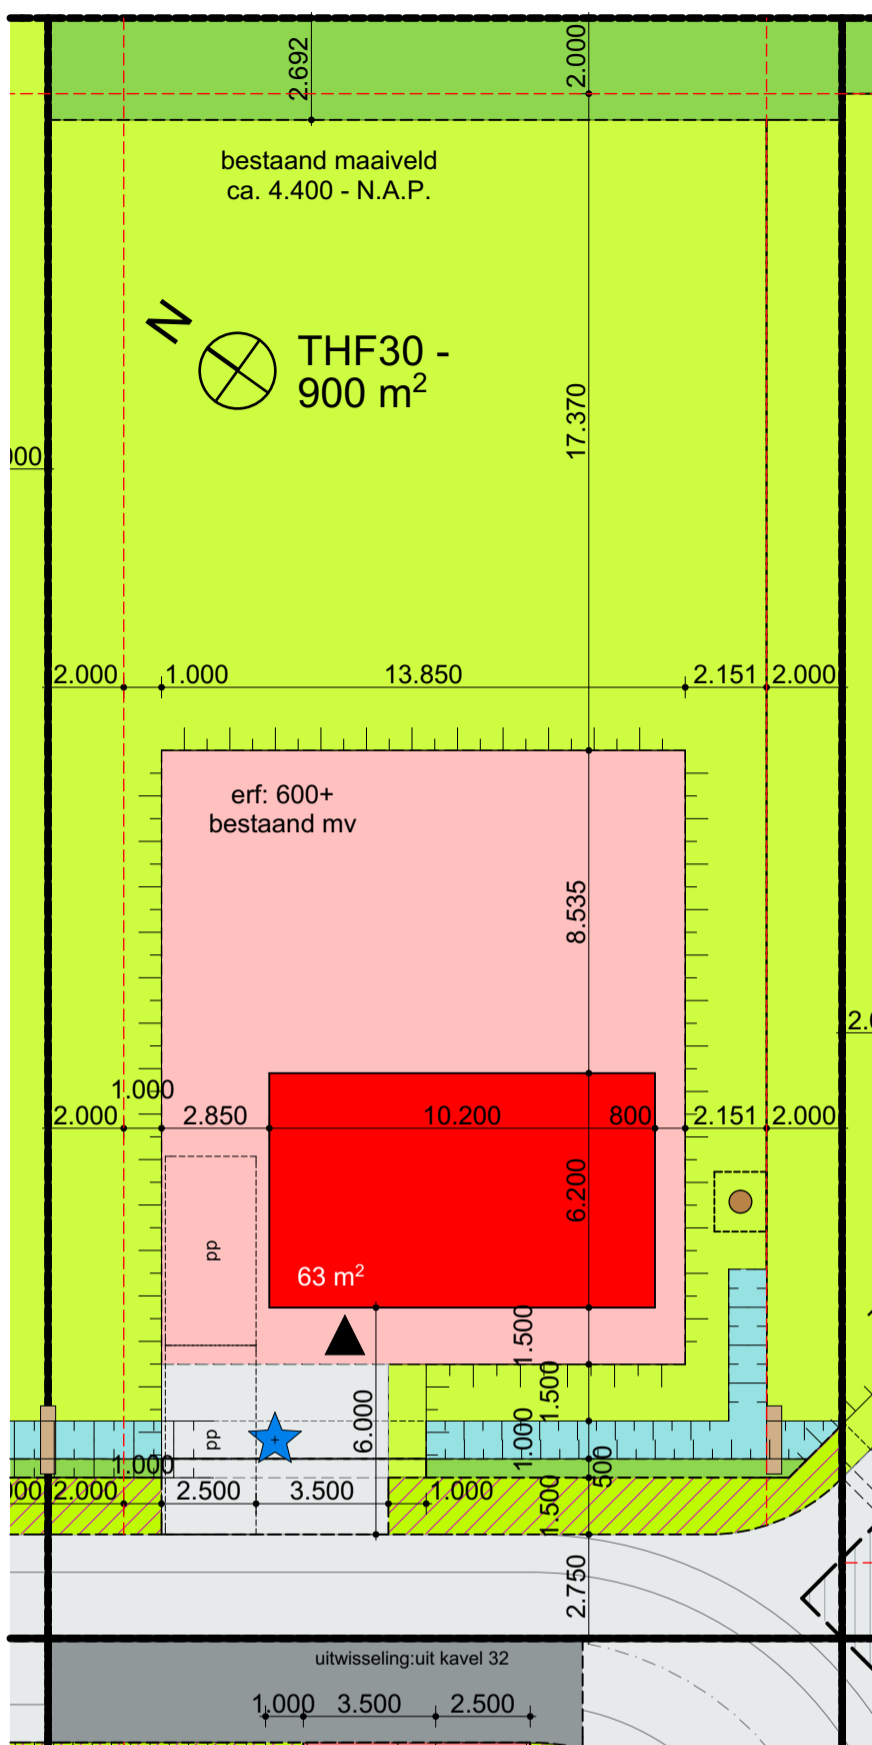 2.692
2.000
bestaand maaiveld
ca. 4.400 - N.A.P.
N
THF30 -
900 m²
17.370
2.000
1.000
13.850
2.151
2.000
erf: 600+
bestaand mv
8.535
1.000
2.000
2.850
10.200
800
2.151
2.000
6.200
pp
63 m²
1.500
1.500
6.000
pp
1.000
500
1.000
2.000
2.500
3.500
1.000
1.500
2.750
uitwisseling:uit kavel 32
1.000
3.500
2.500